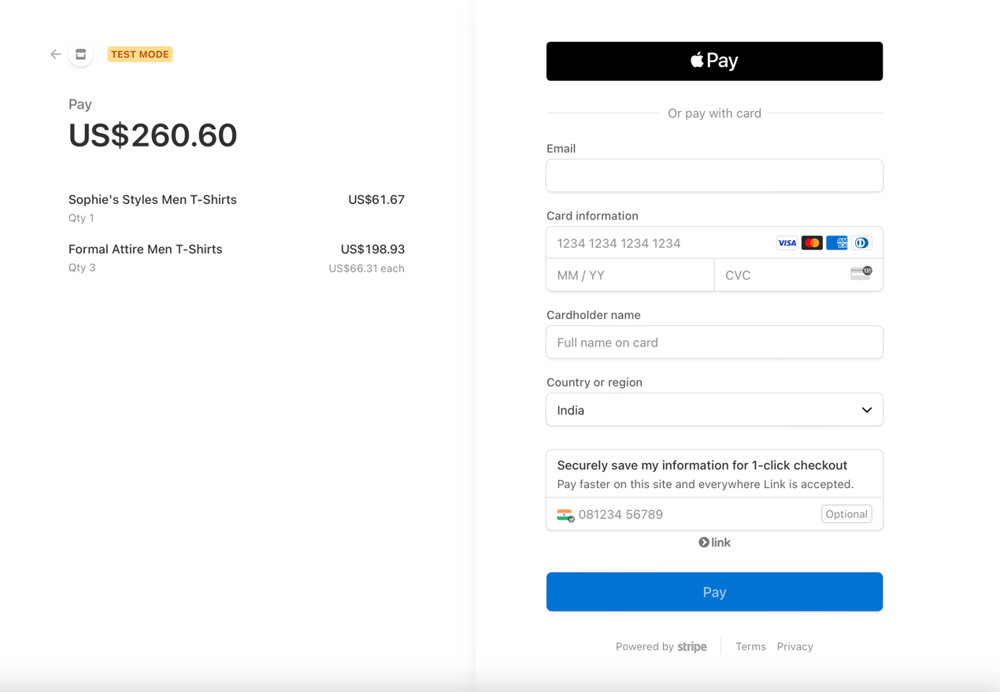 TEST MODE
Pay
US$260.60
Sophie's Styles Men T-Shirts US$61.67
Qty 1
Formal Attire Men T-Shirts US$198.93
Qty 3 US$66.31 each
Pay
Or pay with card
Email
Card information
1234 1234 1234 1234 VISA AMEX
MM / YY CVC 135
Cardholder name
Full name on card
Country or region
India
Securely save my information for 1-click checkout
Pay faster on this site and everywhere Link is accepted.
081234 56789 Optional
link
Pay
Powered by stripe Terms Privacy